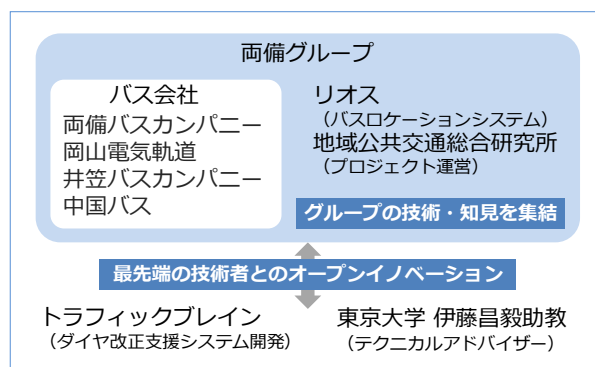 両備グループ
バス会社
両備バスカンパニー
岡山電気軌道
井笠バスカンパニー
中国バス
リオス
（バスロケーションシステム）
地域公共交通総合研究所
（プロジェクト運営）
グループの技術・知見を集結
最先端の技術者とのオープンイノベーション
トラフィックブレイン
（ダイヤ改正支援システム開発）
東京大学 伊藤昌毅助教
（テクニカルアドバイザー）